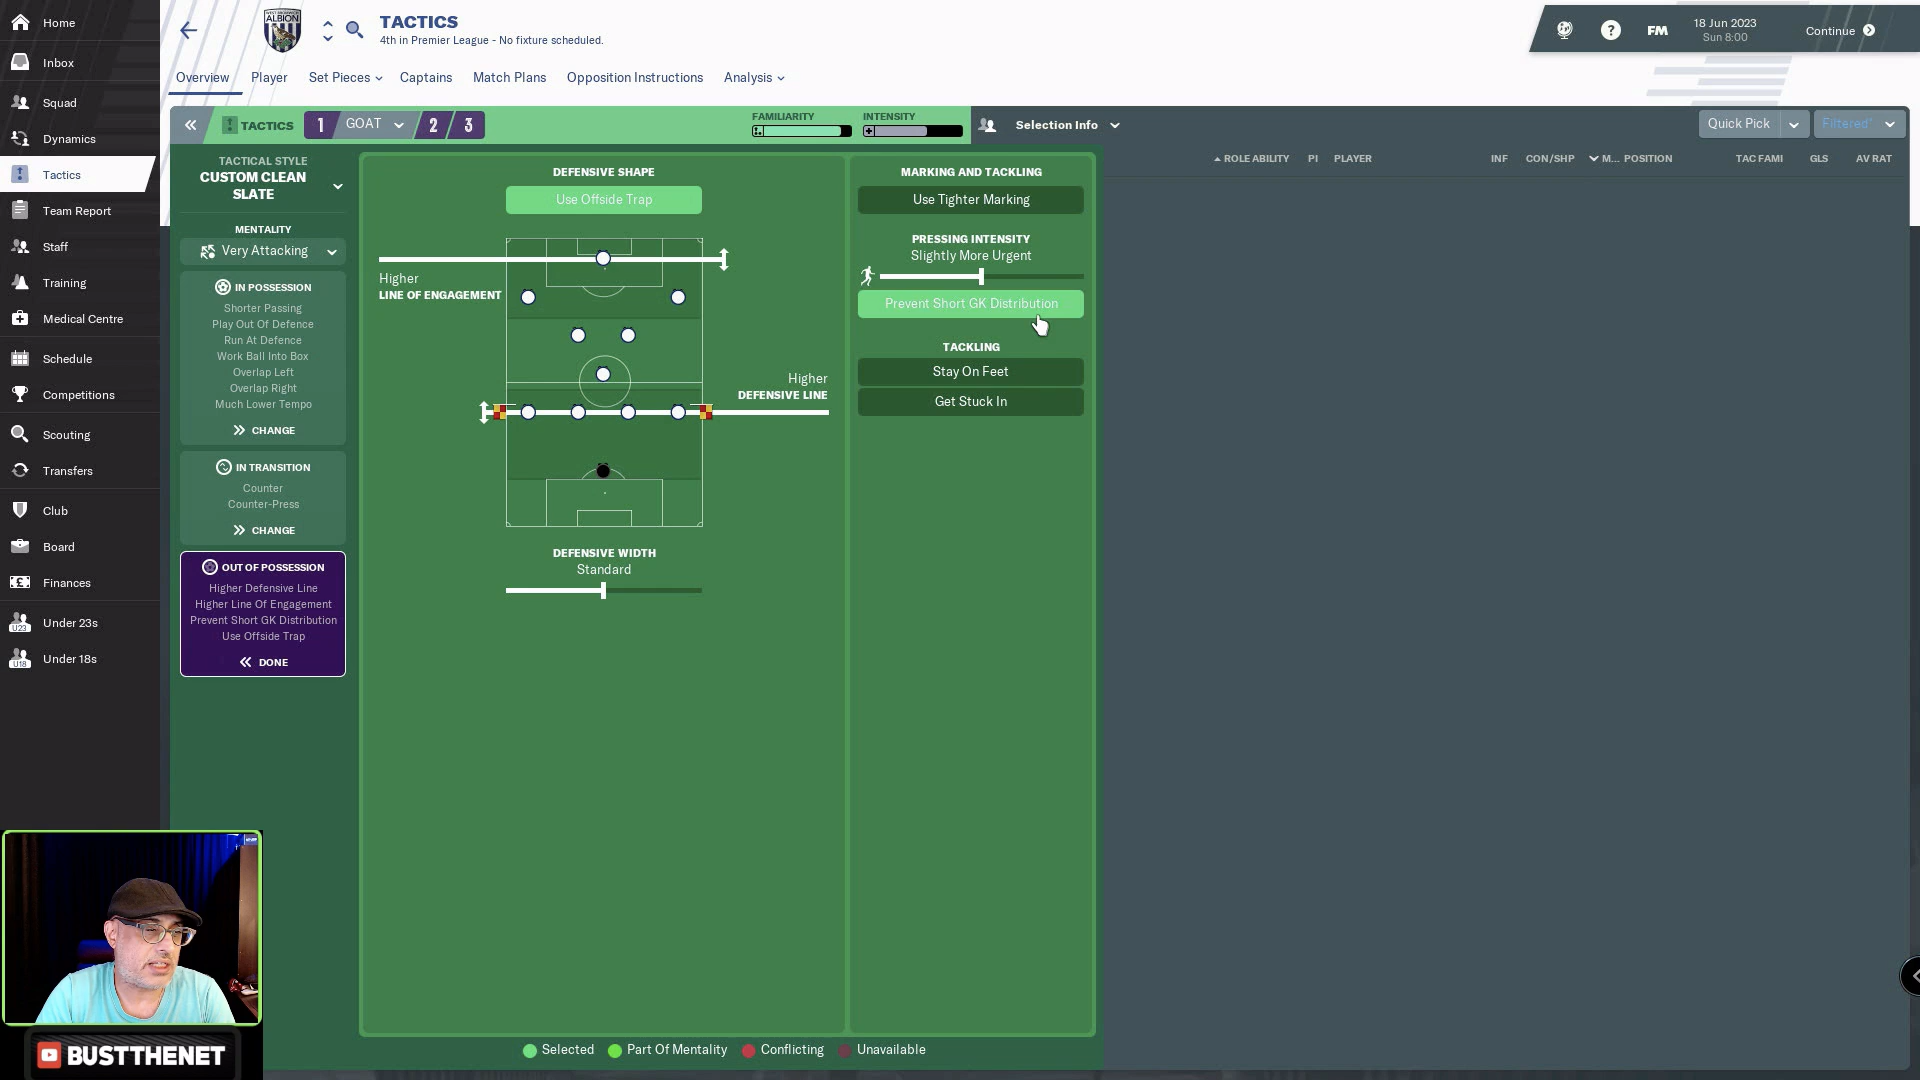 Home
Inbox
Squad
Dynamics
Tactics
Team Report
Staff
Training
Medical Centre
Schedule
Competitions
Scouting
Transfers
Club
Board
Finances
U23
Under 23s
U18
Under 18s
TACTICS
4th in Premier League - No fixture scheduled.
FM
18 Jun 2023
Sun 8:00
Continue
Overview
Player
Set Pieces
Captains
Match Plans
Opposition Instructions
Analysis
TACTICS
1
GOAT
2
3
FAMILIARITY
INTENSITY
Selection Info
Quick Pick
Filtered*
TACTICAL STYLE
CUSTOM CLEAN
SLATE
MENTALITY
Very Attacking
IN POSSESSION
Shorter Passing
Play Out Of Defence
Run At Defence
Work Ball Into Box
Overlap Left
Overlap Right
Much Lower Tempo
CHANGE
IN TRANSITION
Counter
Counter-Press
CHANGE
OUT OF POSSESSION
Higher Defensive Line
Higher Line Of Engagement
Prevent Short GK Distribution
Use Offside Trap
DONE
DEFENSIVE SHAPE
Use Offside Trap
Higher
LINE OF ENGAGEMENT
Higher
DEFENSIVE LINE
DEFENSIVE WIDTH
Standard
MARKING AND TACKLING
Use Tighter Marking
PRESSING INTENSITY
Slightly More Urgent
Prevent Short GK Distribution
TACKLING
Stay On Feet
Get Stuck In
ROLE ABILITY PI PLAYER INF CON/SHP M... POSITION TAC FAMI GLS AV RAT
Selected
Part Of Mentality
Conflicting
Unavailable
BUSTTHENET